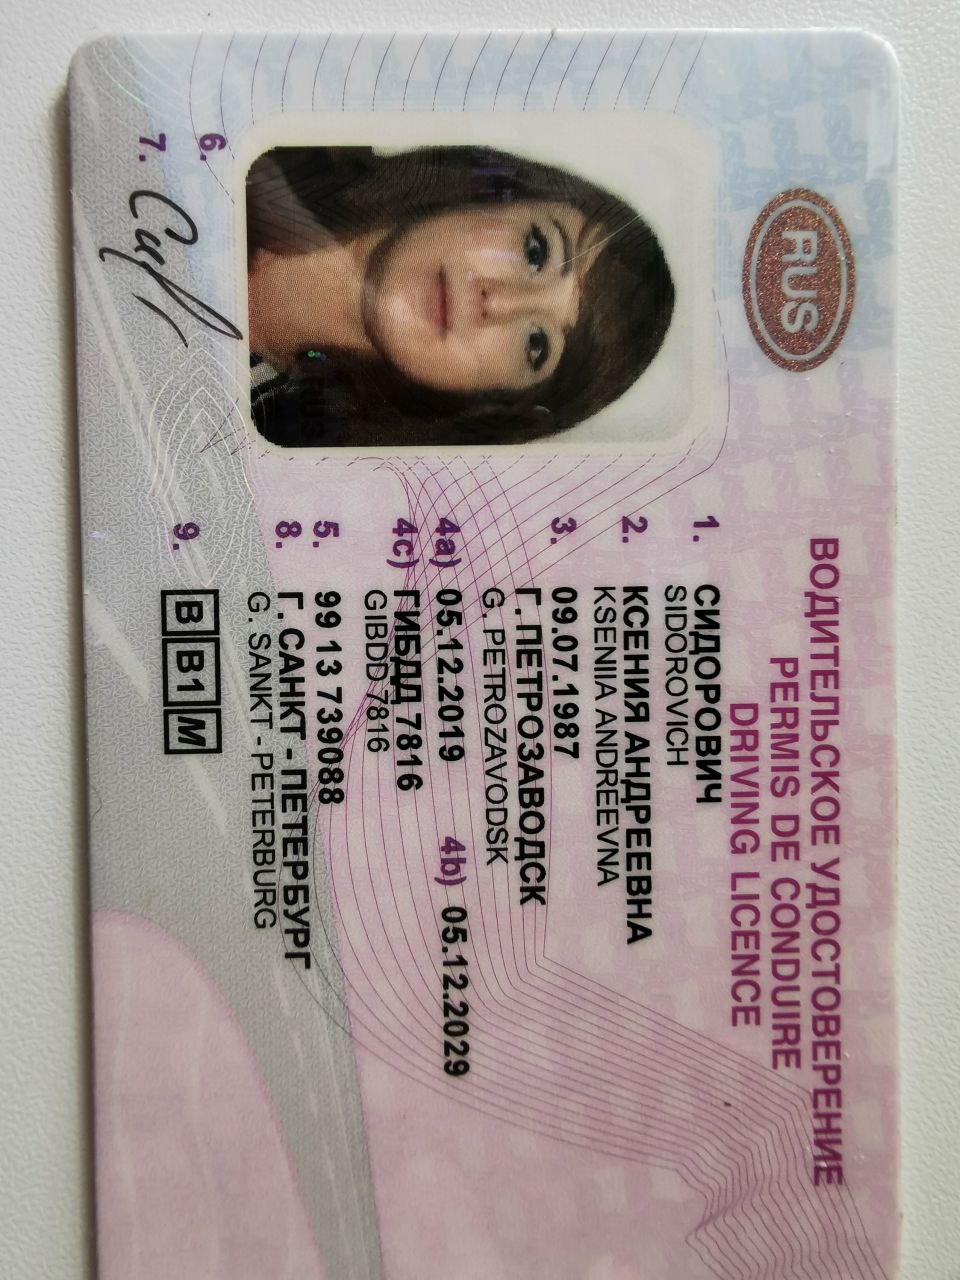 RUS
ВОДИТЕЛЬСКОЕ УДОСТОВЕРЕНИЕ
PERMIS DE CONDUIRE
DRIVING LICENCE
1. СИДОРОВИЧ
SIDOROVICH
2. КСЕНИЯ АНДРЕЕВНА
KSENIIA ANDREEVNA
3. 09.07.1987
Г. ПЕТРОЗАВОДСК
G. PETROZAVODSK
4a) 05.12.2019 4b) 05.12.2029
4c) ГИБДД 7816
GIBDD 7816
5. 99 13 739088
8. Г. САНКТ - ПЕТЕРБУРГ
G. SANKT - PETERBURG
RUS
6.
7.
9. B B1 M